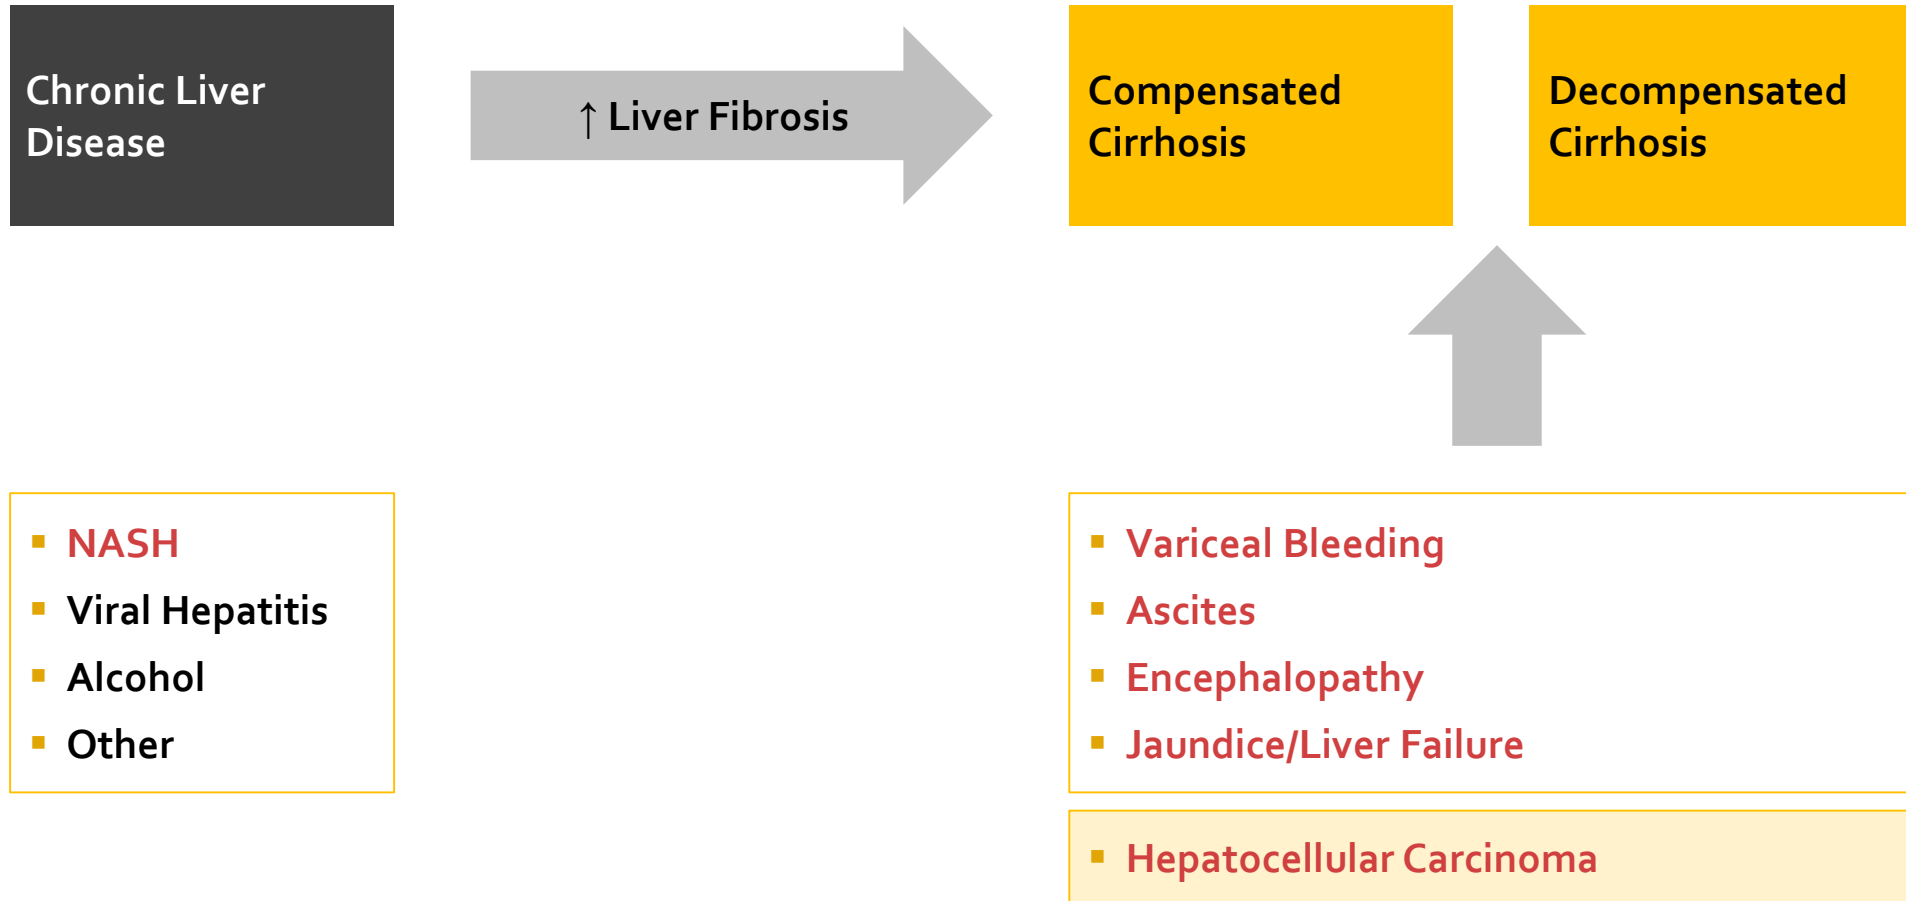 Chronic Liver
Disease
↑ Liver Fibrosis
Compensated
Cirrhosis
Decompensated
Cirrhosis
▪ NASH
▪ Viral Hepatitis
▪ Alcohol
▪ Other
▪ Variceal Bleeding
▪ Ascites
▪ Encephalopathy
▪ Jaundice/Liver Failure
▪ Hepatocellular Carcinoma